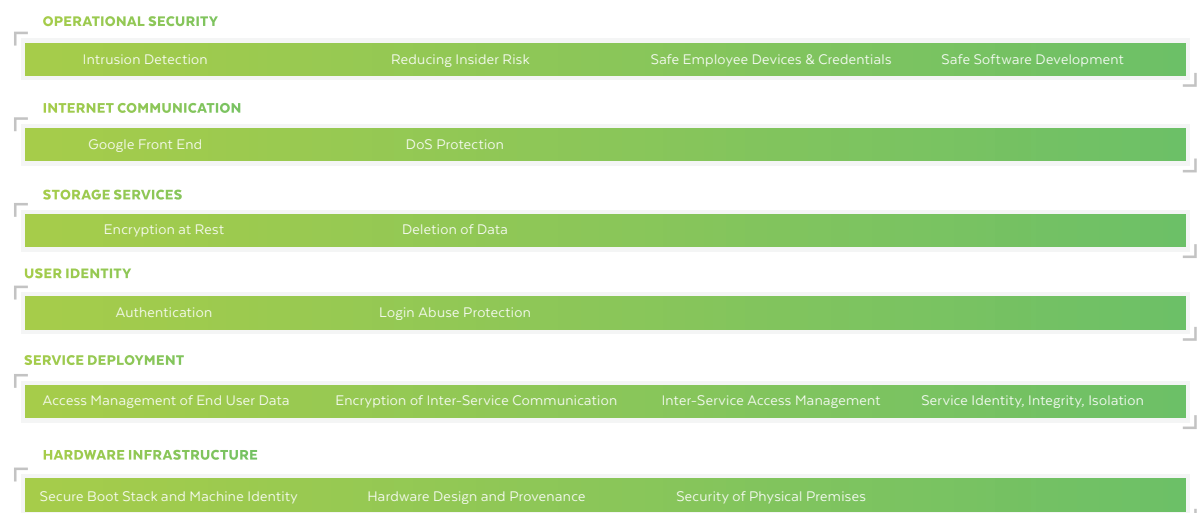 OPERATIONAL SECURITY
Intrusion Detection Reducing Insider Risk Safe Employee Devices & Credentials Safe Software Development
INTERNET COMMUNICATION
Google Front End DoS Protection
STORAGE SERVICES
Encryption at Rest Deletion of Data
USER IDENTITY
Authentication Login Abuse Protection
SERVICE DEPLOYMENT
Access Management of End User Data Encryption of Inter-Service Communication Inter-Service Access Management Service Identity, Integrity, Isolation
HARDWARE INFRASTRUCTURE
Secure Boot Stack and Machine Identity Hardware Design and Provenance Security of Physical Premises